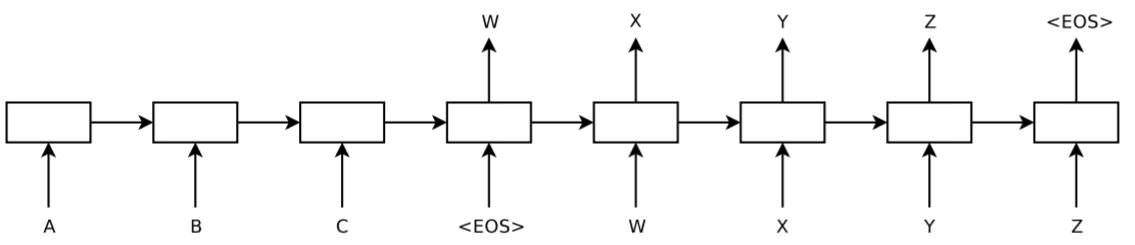 W X Y Z <EOS>
A B C <EOS> W X Y Z